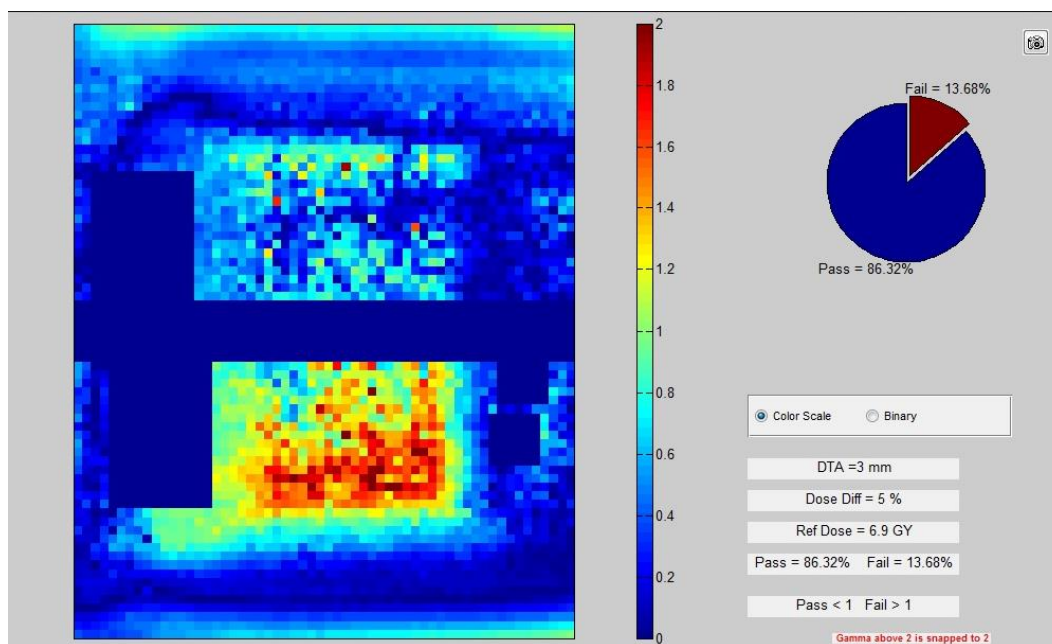 2
1.8
1.6
1.4
1.2
1
0.8
0.6
0.4
0.2
0
Fail = 13.68%
Pass = 86.32%
Color Scale Binary
DTA =3 mm
Dose Diff = 5 %
Ref Dose = 6.9 GY
Pass = 86.32% Fail = 13.68%
Pass < 1 Fail > 1
Gamma above 2 is snapped to 2